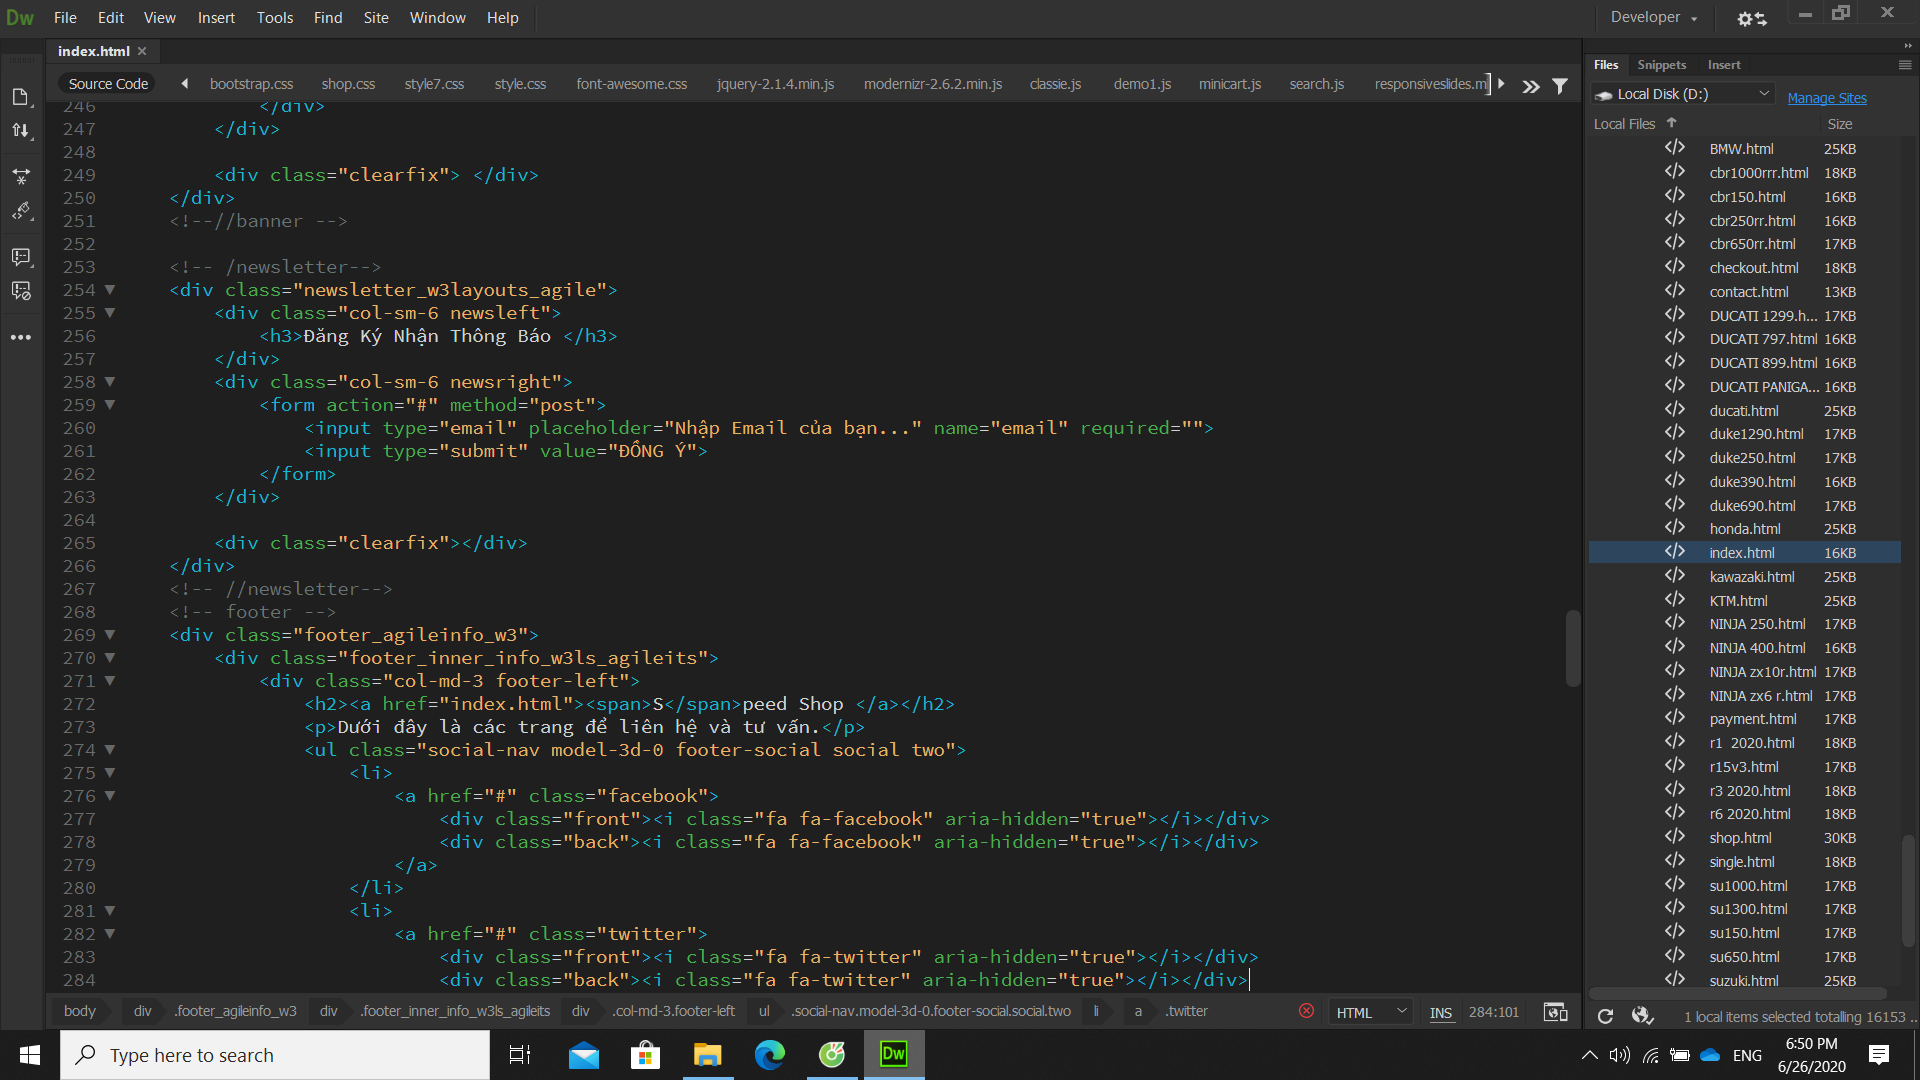 Dw File Edit View Insert Tools Find Site Window Help Developer
index.html
Source Code bootstrap.css shop.css style7.css style.css font-awesome.css jquery-2.1.4.min.js modernizr-2.6.2.min.js classie.js demo1.js minicart.js search.js responsiveslides.m
246 </div>
247 </div>
248
249 <div class="clearfix"> </div>
250 </div>
251 <!--//banner -->
252
253 <!-- /newsletter-->
254 <div class="newsletter_w3layouts_agile">
255 <div class="col-sm-6 newsleft">
256 <h3>Đăng Ký Nhận Thông Báo </h3>
257 </div>
258 <div class="col-sm-6 newsright">
259 <form action="#" method="post">
260 <input type="email" placeholder="Nhập Email của bạn..." name="email" required="">
261 <input type="submit" value="ĐỒNG Ý">
262 </form>
263 </div>
264
265 <div class="clearfix"></div>
266 </div>
267 <!-- //newsletter-->
268 <!-- footer -->
269 <div class="footer_agileinfo_w3">
270 <div class="footer_inner_info_w3ls_agileits">
271 <div class="col-md-3 footer-left">
272 <h2><a href="index.html"><span>S</span>peed Shop </a></h2>
273 <p>Dưới đây là các trang để liên hệ và tư vấn.</p>
274 <ul class="social-nav model-3d-0 footer-social social two">
275 <li>
276 <a href="#" class="facebook">
277 <div class="front"><i class="fa fa-facebook" aria-hidden="true"></i></div>
278 <div class="back"><i class="fa fa-facebook" aria-hidden="true"></i></div>
279 </a>
280 </li>
281 <li>
282 <a href="#" class="twitter">
283 <div class="front"><i class="fa fa-twitter" aria-hidden="true"></i></div>
284 <div class="back"><i class="fa fa-twitter" aria-hidden="true"></i></div>
body div .footer_agileinfo_w3 div .footer_inner_info_w3ls_agileits div .col-md-3.footer-left ul .social-nav.model-3d-0.footer-social.social.two li a .twitter HTML INS 284:101
Files Snippets Insert
Local Disk (D:) Manage Sites
Local Files Size
BMW.html 25KB
cbr1000rrr.html 18KB
cbr150.html 16KB
cbr250rr.html 16KB
cbr650rr.html 17KB
checkout.html 18KB
contact.html 13KB
DUCATI 1299.h... 17KB
DUCATI 797.html 16KB
DUCATI 899.html 16KB
DUCATI PANIGA... 16KB
ducati.html 25KB
duke1290.html 17KB
duke250.html 17KB
duke390.html 16KB
duke690.html 17KB
honda.html 25KB
index.html 16KB
kawazaki.html 25KB
KTM.html 25KB
NINJA 250.html 17KB
NINJA 400.html 16KB
NINJA zx10r.html 17KB
NINJA zx6 r.html 17KB
payment.html 17KB
r1 2020.html 18KB
r15v3.html 17KB
r3 2020.html 18KB
r6 2020.html 18KB
shop.html 30KB
single.html 18KB
su1000.html 17KB
su1300.html 17KB
su150.html 17KB
su650.html 17KB
suzuki.html 25KB
1 local items selected totalling 16153 ..
Type here to search
Dw
ENG
6:50 PM
6/26/2020